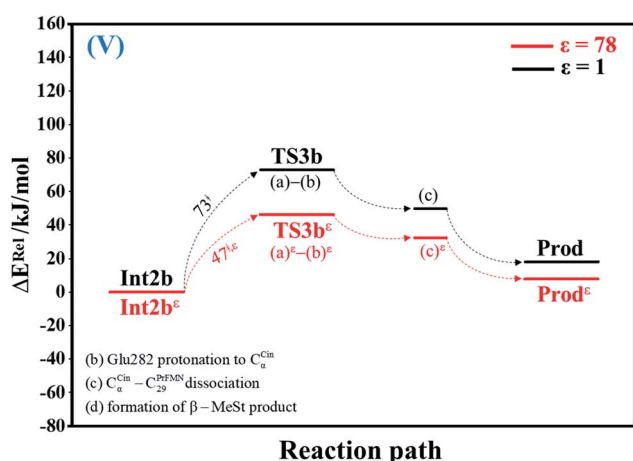 160
140
120
100
80
60
40
20
0
-20
-40
-60
-80
ΔE^Rel /kJ/mol
(V)
ε = 78
ε = 1
TS3b
(a)–(b)
73^‡
(c)
TS3b^ε
(a)^ε–(b)^ε
47^‡,ε
(c)^ε
Int2b
Int2b^ε
Prod
Prod^ε
(b) Glu282 protonation to C_α^Cin
(c) C_α^Cin – C_29^PrFMN dissociation
(d) formation of β – MeSt product
Reaction path